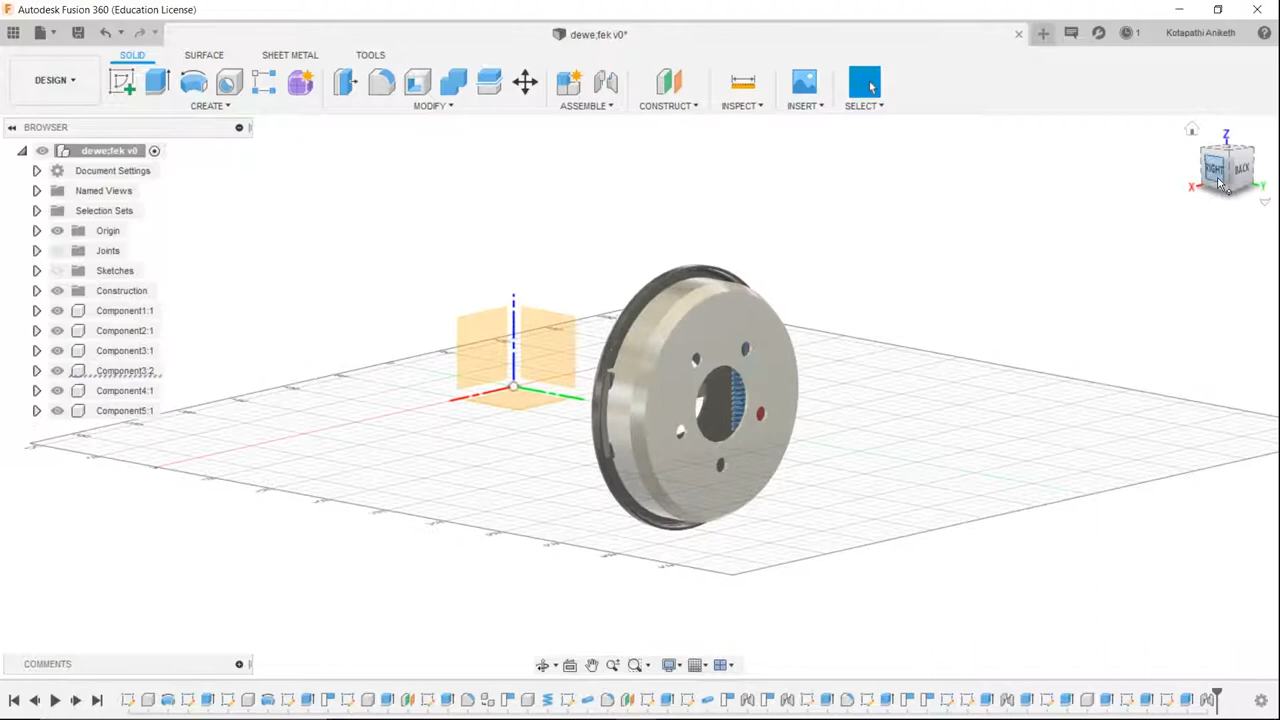 Autodesk Fusion 360 (Education License)
dewe;fek v0*
1
Kotapathi Aniketh
DESIGN
SOLID
SURFACE
SHEET METAL
TOOLS
CREATE
MODIFY
ASSEMBLE
CONSTRUCT
INSPECT
INSERT
SELECT
BROWSER
dewe;fek v0
Document Settings
Named Views
Selection Sets
Origin
Joints
Sketches
Construction
Component1:1
Component2:1
Component3:1
Component3:2
Component4:1
Component5:1
Z
RIGHT
BACK
X
Y
COMMENTS